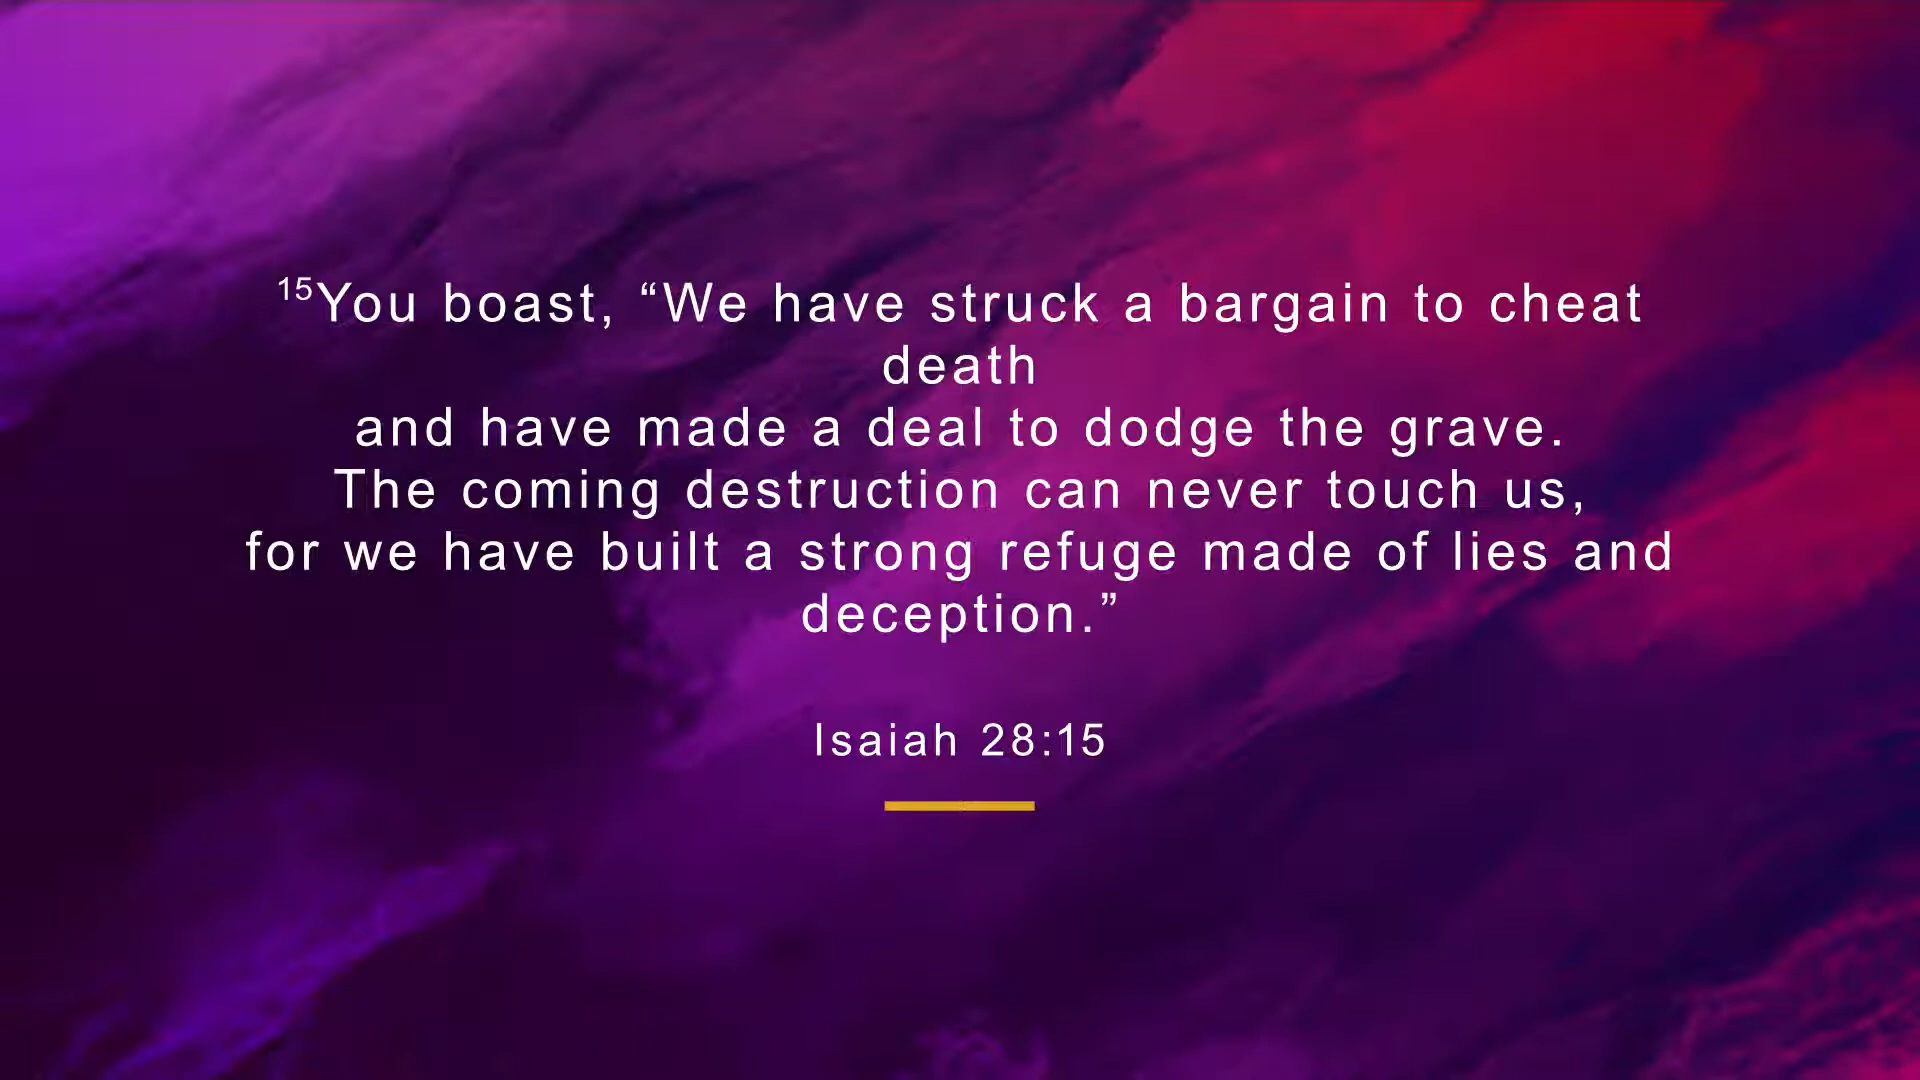 15You boast, “We have struck a bargain to cheat
death
and have made a deal to dodge the grave.
The coming destruction can never touch us,
for we have built a strong refuge made of lies and
deception.”
Isaiah 28:15